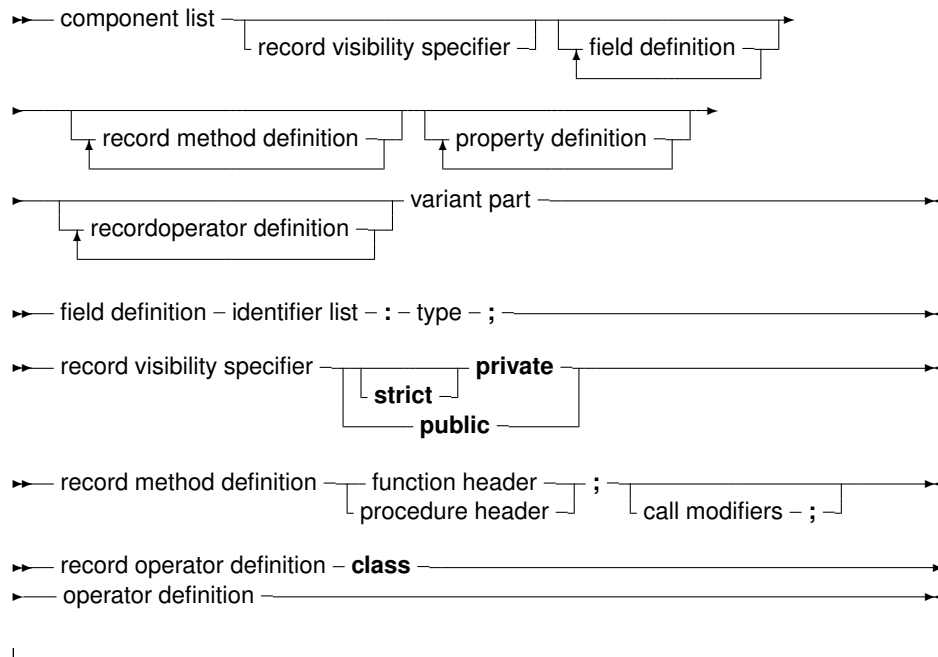 component list
record visibility specifier field definition
record method definition property definition
variant part
recordoperator definition
field definition identifier list : type ;
record visibility specifier private
strict
public
record method definition function header ;
procedure header call modifiers ;
record operator definition class
operator definition